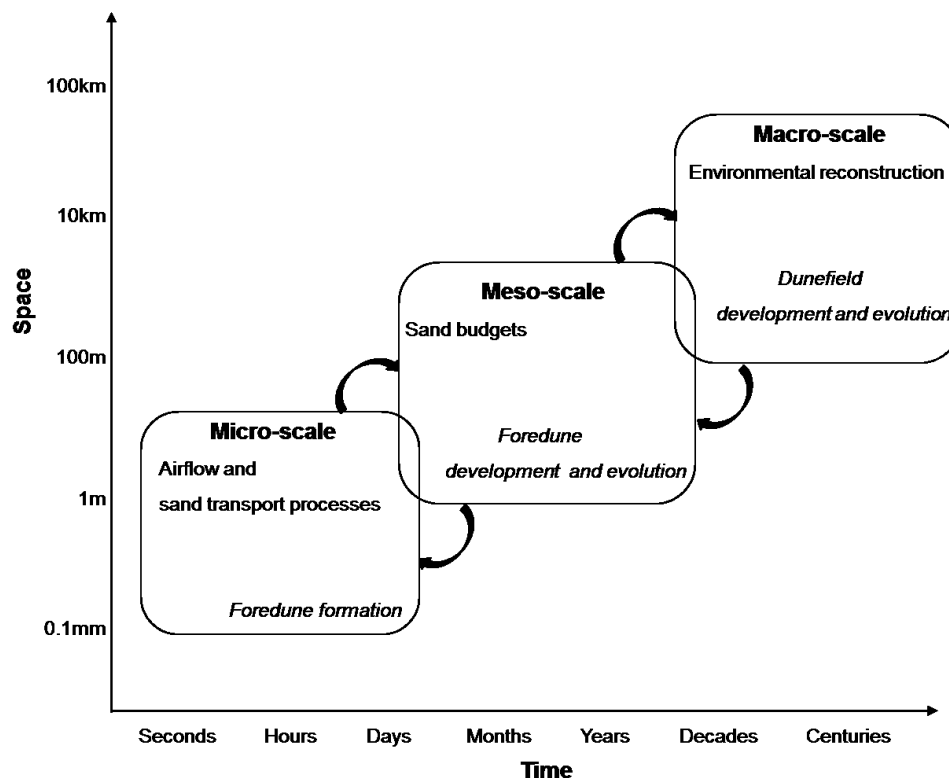 100km
Macro-scale
Environmental reconstruction
10km
Dunefield
development and evolution
Space
Meso-scale
Sand budgets
100m
Foredune
development and evolution
Micro-scale
Airflow and
sand transport processes
1m
Foredune formation
0.1mm
Seconds Hours Days Months Years Decades Centuries
Time